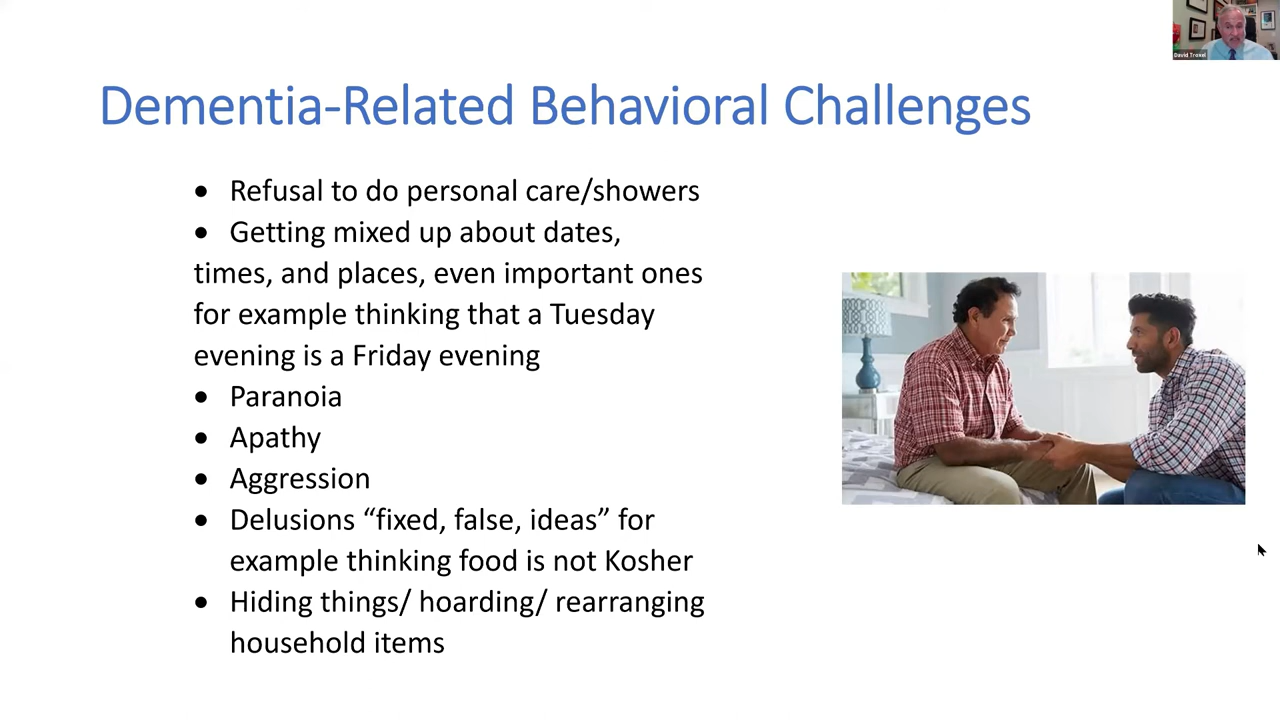 David Troxel
Dementia-Related Behavioral Challenges
• Refusal to do personal care/showers
• Getting mixed up about dates,
times, and places, even important ones
for example thinking that a Tuesday
evening is a Friday evening
• Paranoia
• Apathy
• Aggression
• Delusions “fixed, false, ideas” for
example thinking food is not Kosher
• Hiding things/ hoarding/ rearranging
household items